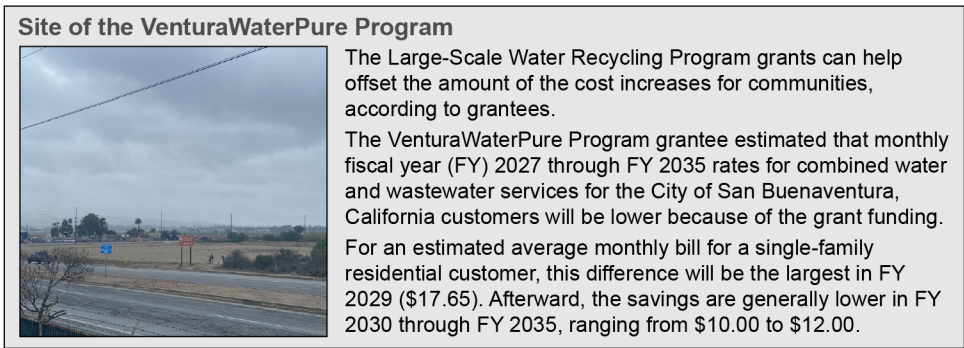 Site of the VenturaWaterPure Program
The Large-Scale Water Recycling Program grants can help
offset the amount of the cost increases for communities,
according to grantees.
The VenturaWaterPure Program grantee estimated that monthly
fiscal year (FY) 2027 through FY 2035 rates for combined water
and wastewater services for the City of San Buenaventura,
California customers will be lower because of the grant funding.
For an estimated average monthly bill for a single-family
residential customer, this difference will be the largest in FY
2029 ($17.65). Afterward, the savings are generally lower in FY
2030 through FY 2035, ranging from $10.00 to $12.00.